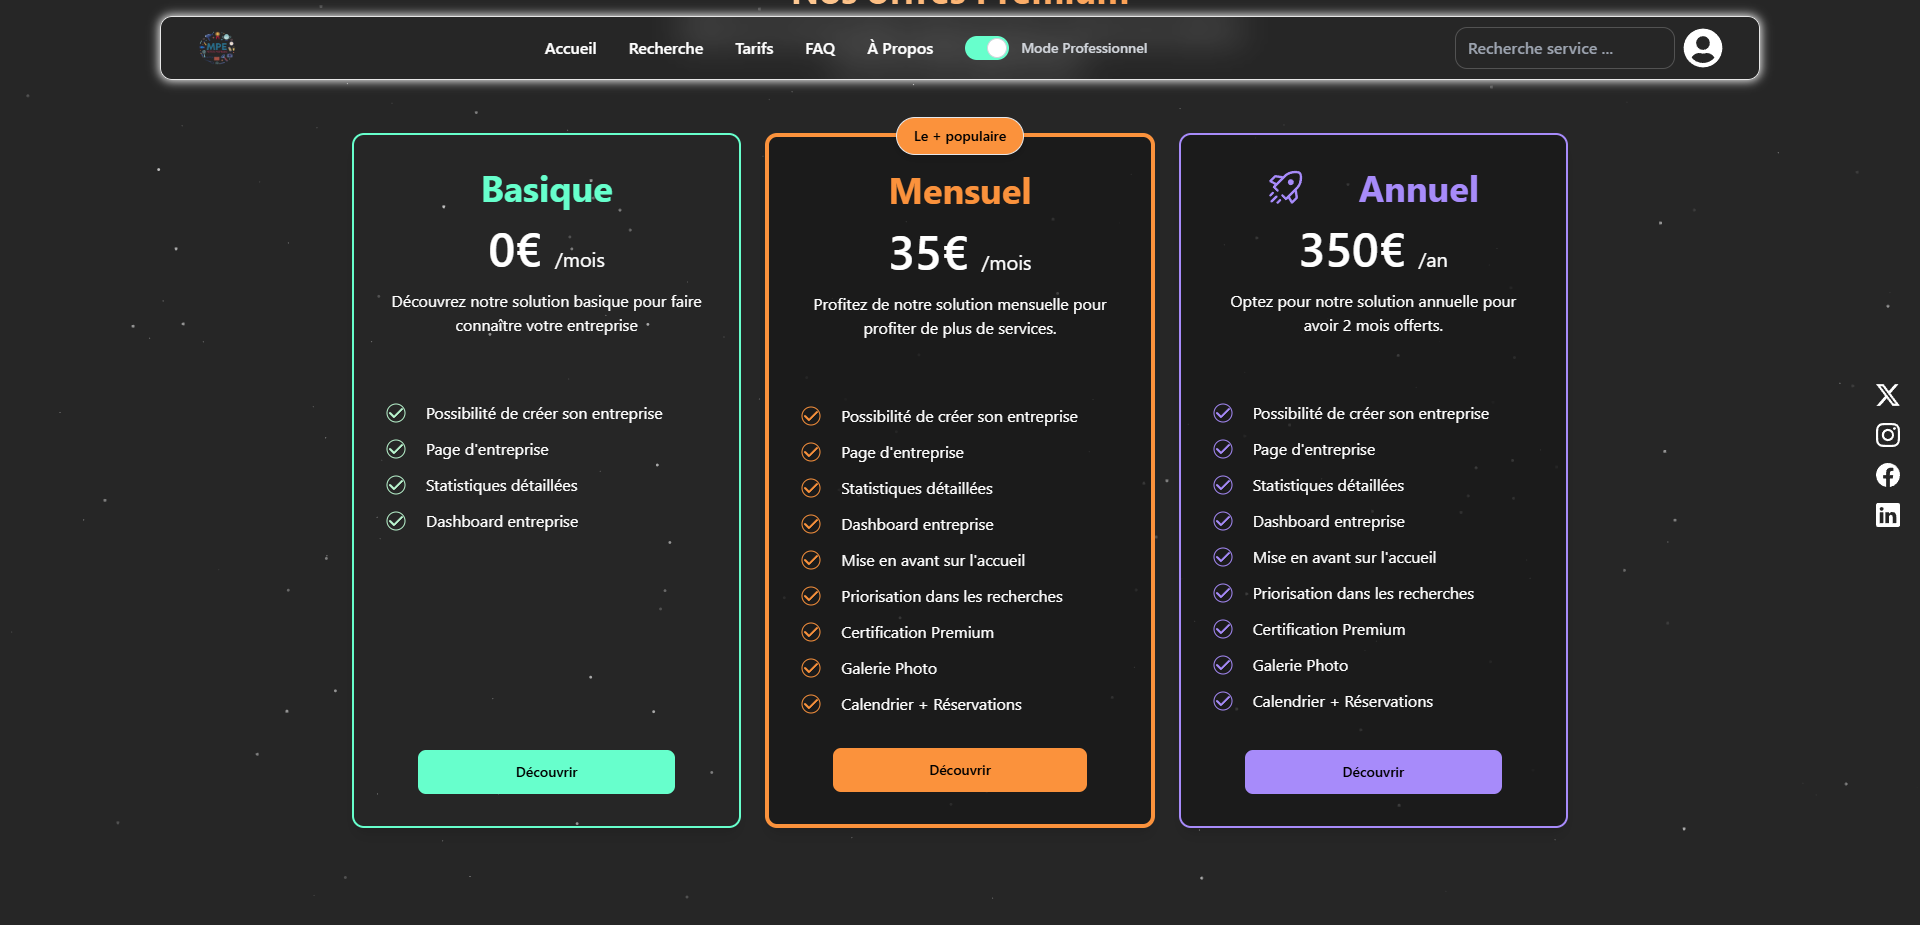 Nos offres Premium
MPE
Accueil
Recherche
Tarifs
FAQ
À Propos
Mode Professionnel
Recherche service ...
Basique
0€ /mois
Découvrez notre solution basique pour faire
connaître votre entreprise
Possibilité de créer son entreprise
Page d'entreprise
Statistiques détaillées
Dashboard entreprise
Découvrir
Le + populaire
Mensuel
35€ /mois
Profitez de notre solution mensuelle pour
profiter de plus de services.
Possibilité de créer son entreprise
Page d'entreprise
Statistiques détaillées
Dashboard entreprise
Mise en avant sur l'accueil
Priorisation dans les recherches
Certification Premium
Galerie Photo
Calendrier + Réservations
Découvrir
Annuel
350€ /an
Optez pour notre solution annuelle pour
avoir 2 mois offerts.
Possibilité de créer son entreprise
Page d'entreprise
Statistiques détaillées
Dashboard entreprise
Mise en avant sur l'accueil
Priorisation dans les recherches
Certification Premium
Galerie Photo
Calendrier + Réservations
Découvrir